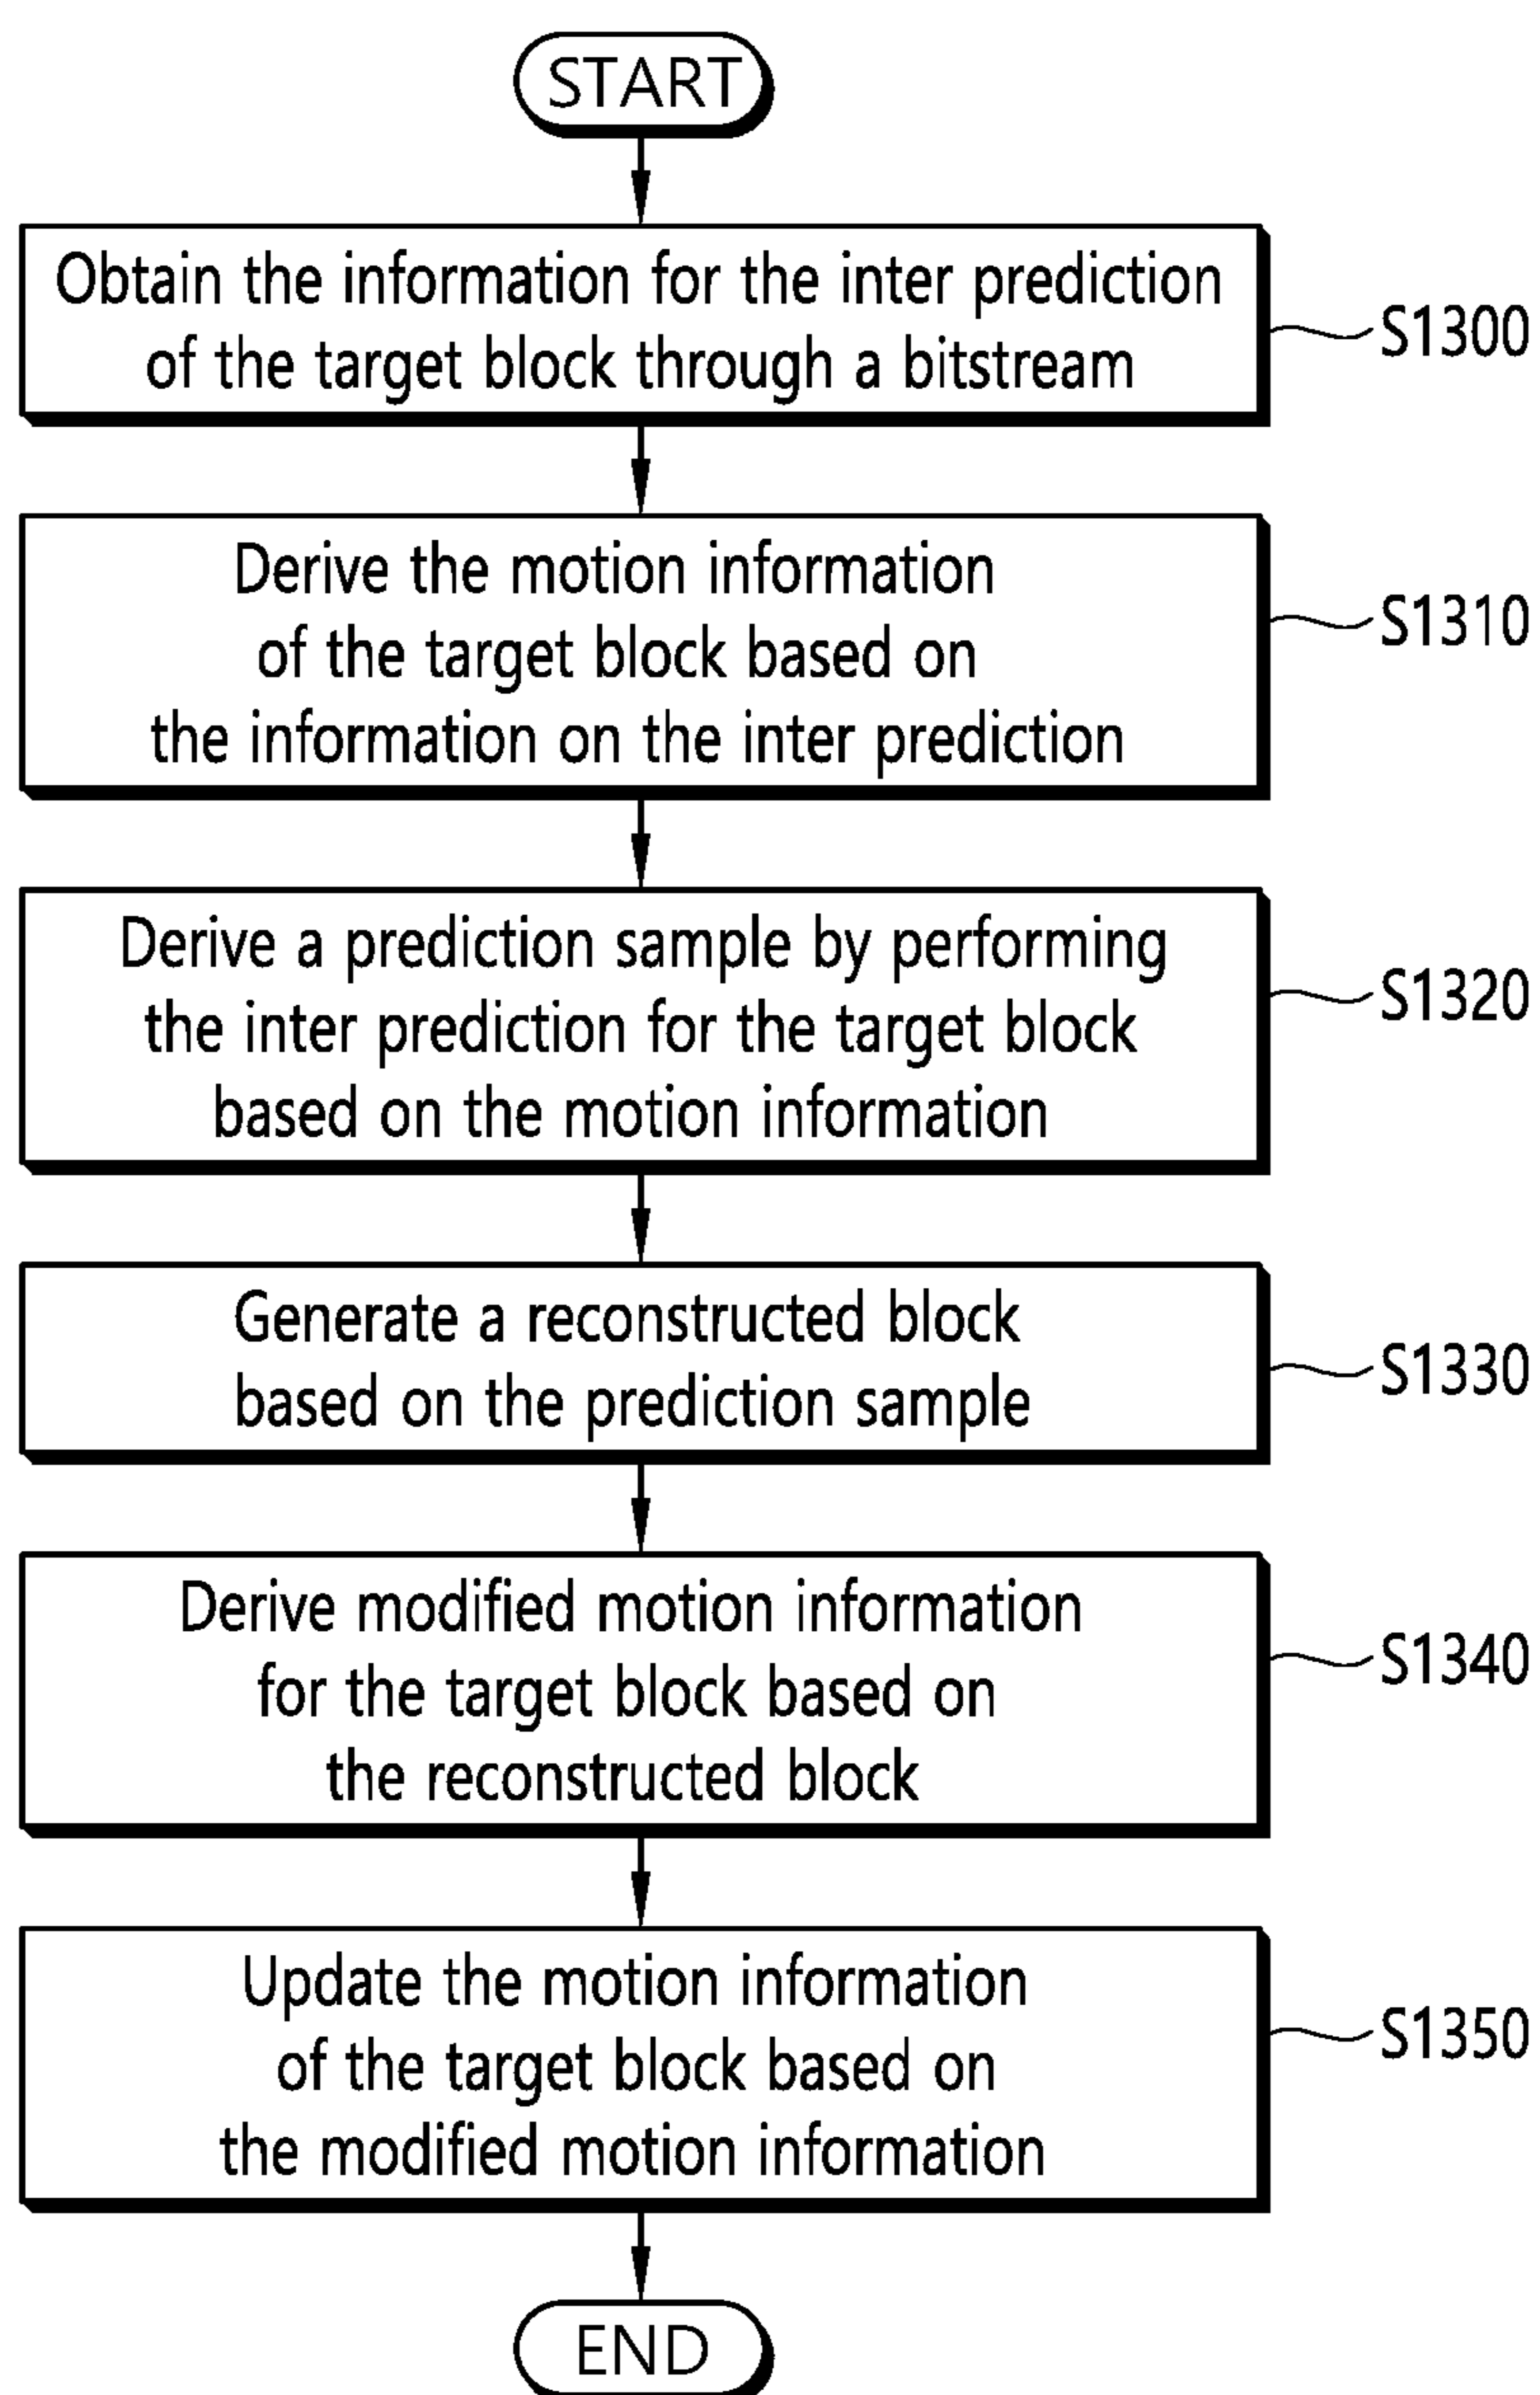 START
Obtain the information for the inter prediction
of the target block through a bitstream
S1300
Derive the motion information
of the target block based on
the information on the inter prediction
S1310
Derive a prediction sample by performing
the inter prediction for the target block
based on the motion information
S1320
Generate a reconstructed block
based on the prediction sample
S1330
Derive modified motion information
for the target block based on
the reconstructed block
S1340
Update the motion information
of the target block based on
the modified motion information
S1350
END